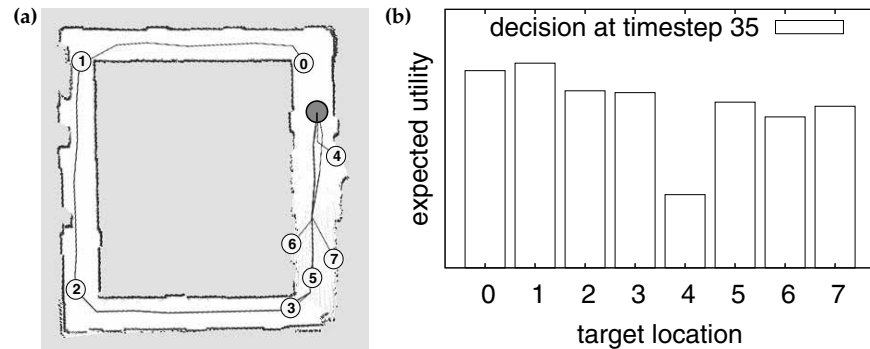 (a)
1
0
4
6
7
5
2
3
(b)
decision at timestep 35
expected utility
0 1 2 3 4 5 6 7
target location